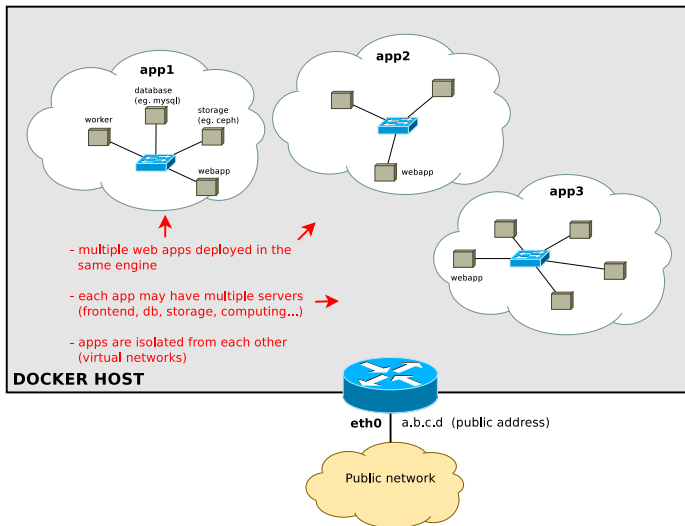 app1
database
(eg. mysql)
worker
storage
(eg. ceph)
webapp
app2
webapp
app3
webapp
- multiple web apps deployed in the
same engine
- each app may have multiple servers
(frontend, db, storage, computing...)
- apps are isolated from each other
(virtual networks)
DOCKER HOST
eth0 a.b.c.d (public address)
Public network